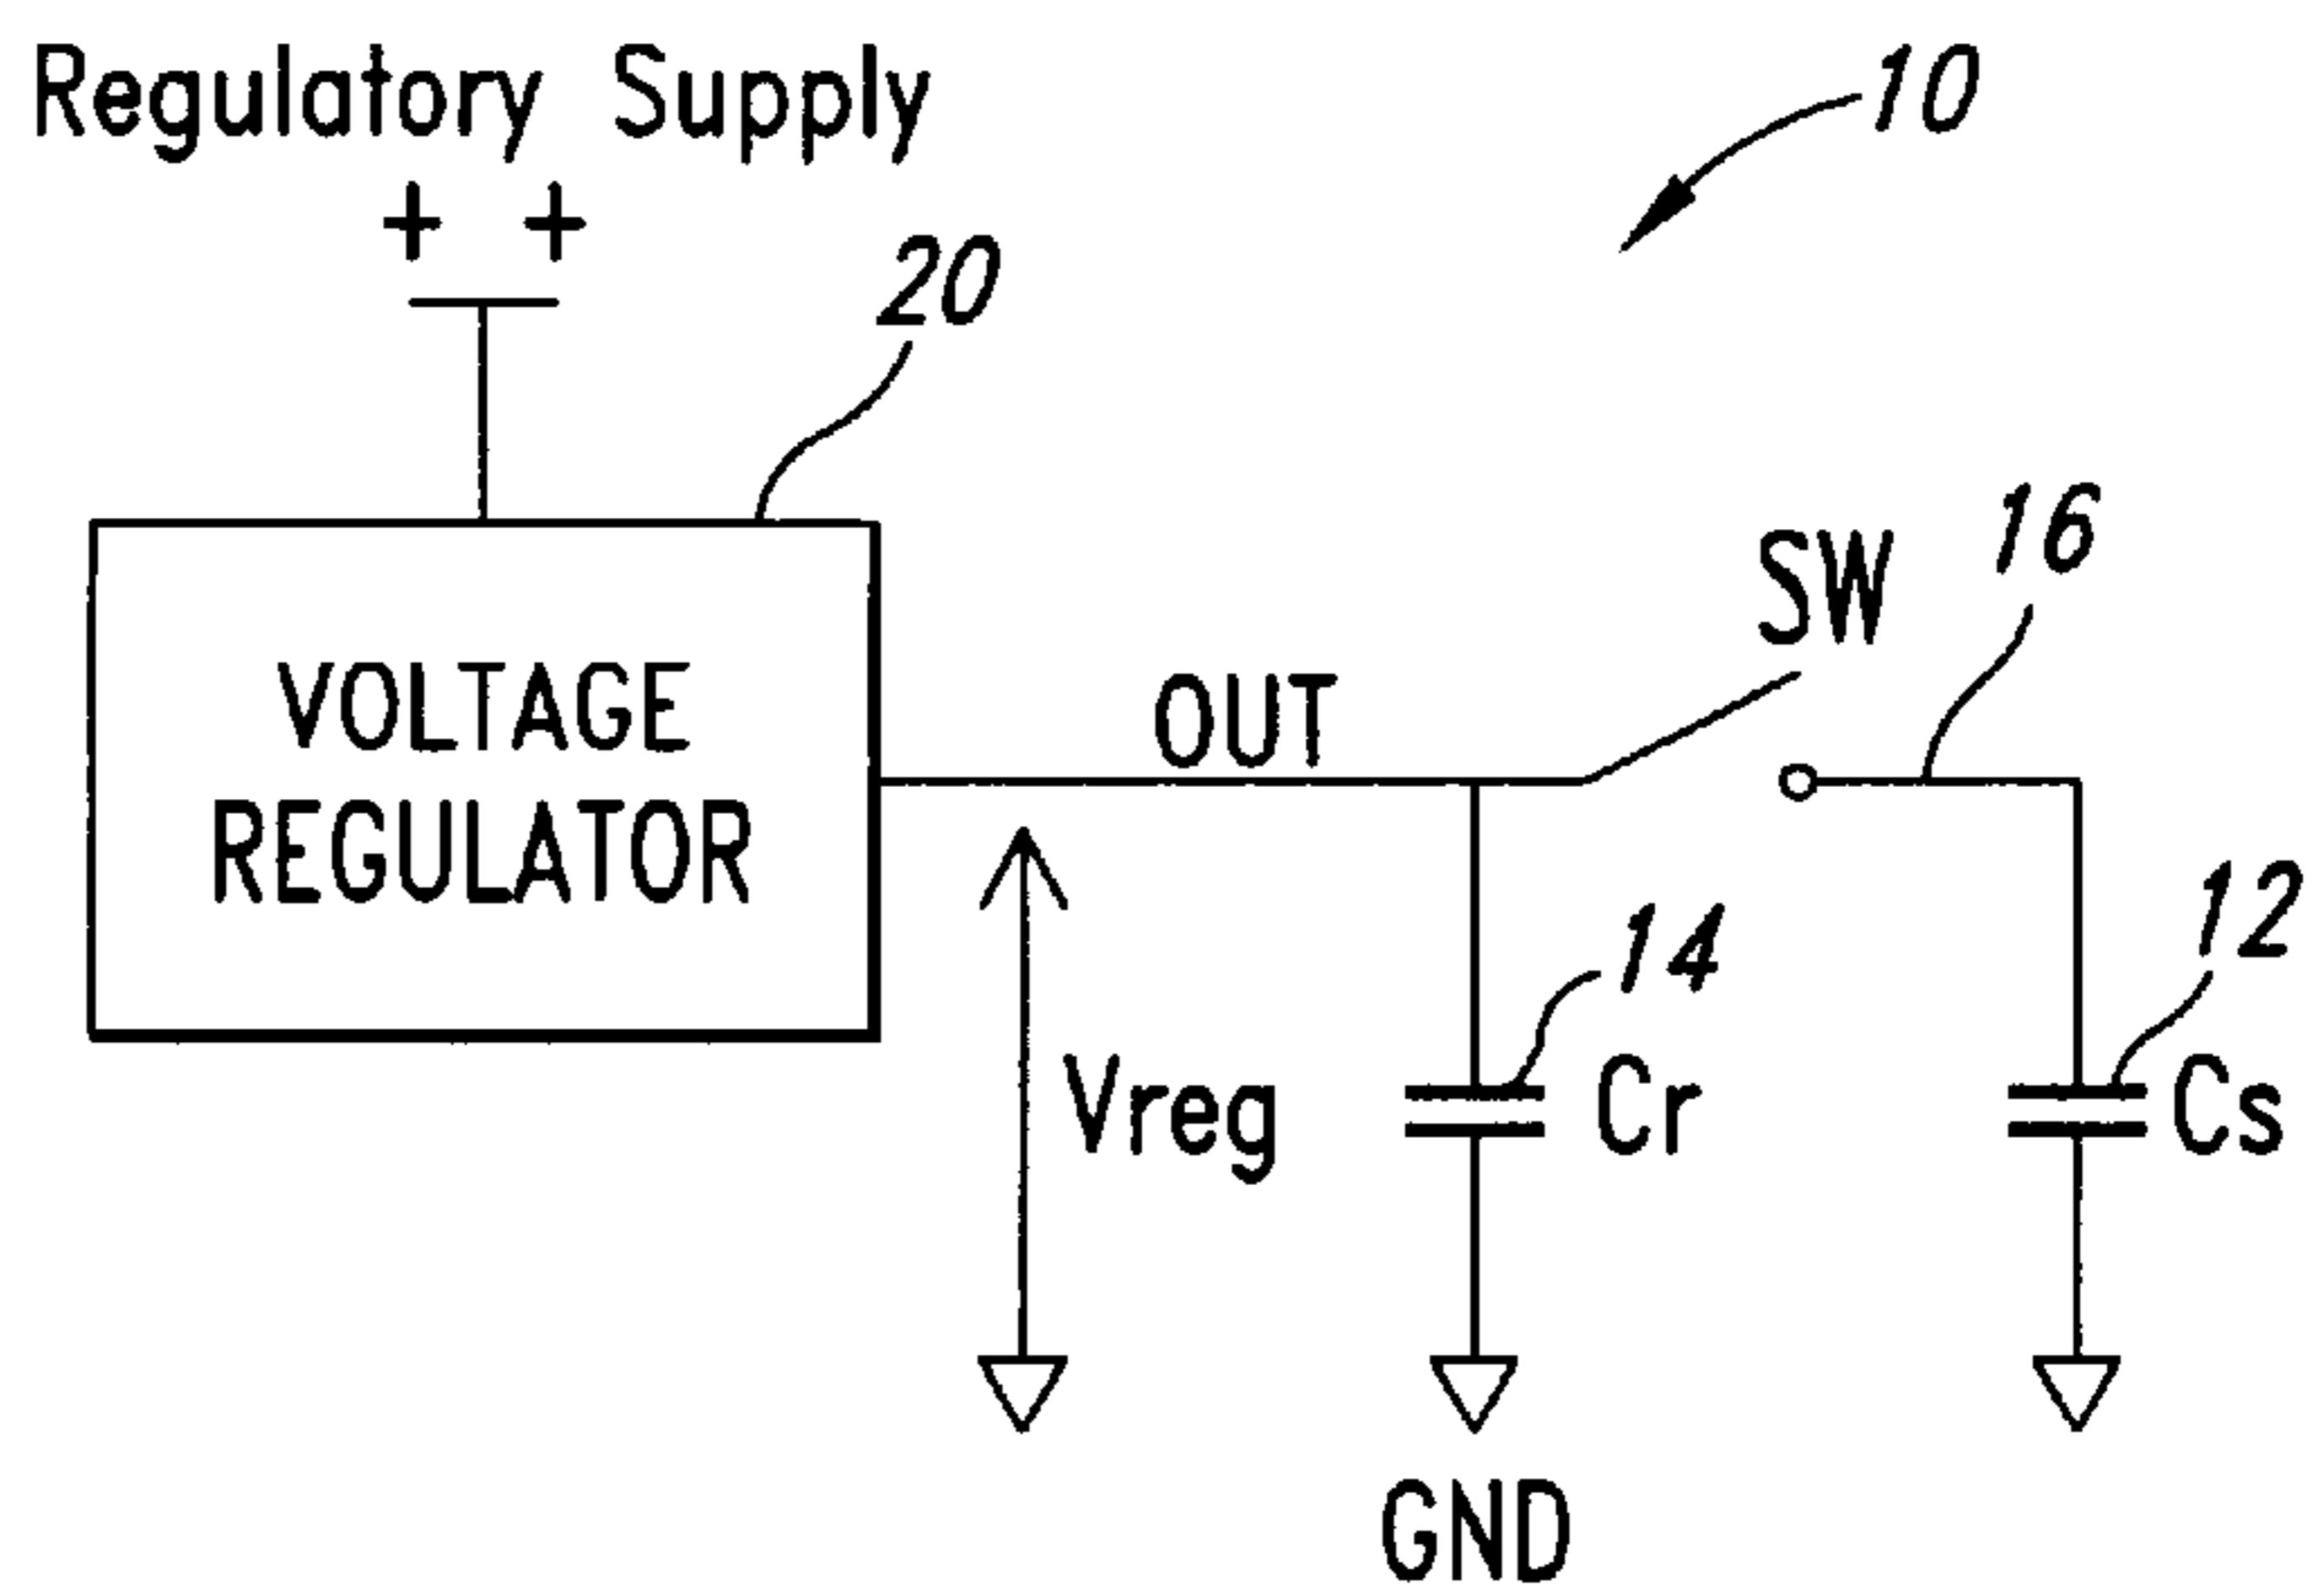 Regulatory Supply
10
+ +
20
16
SW
VOLTAGE
REGULATOR
OUT
12
14
Vreg
Cr
Cs
GND